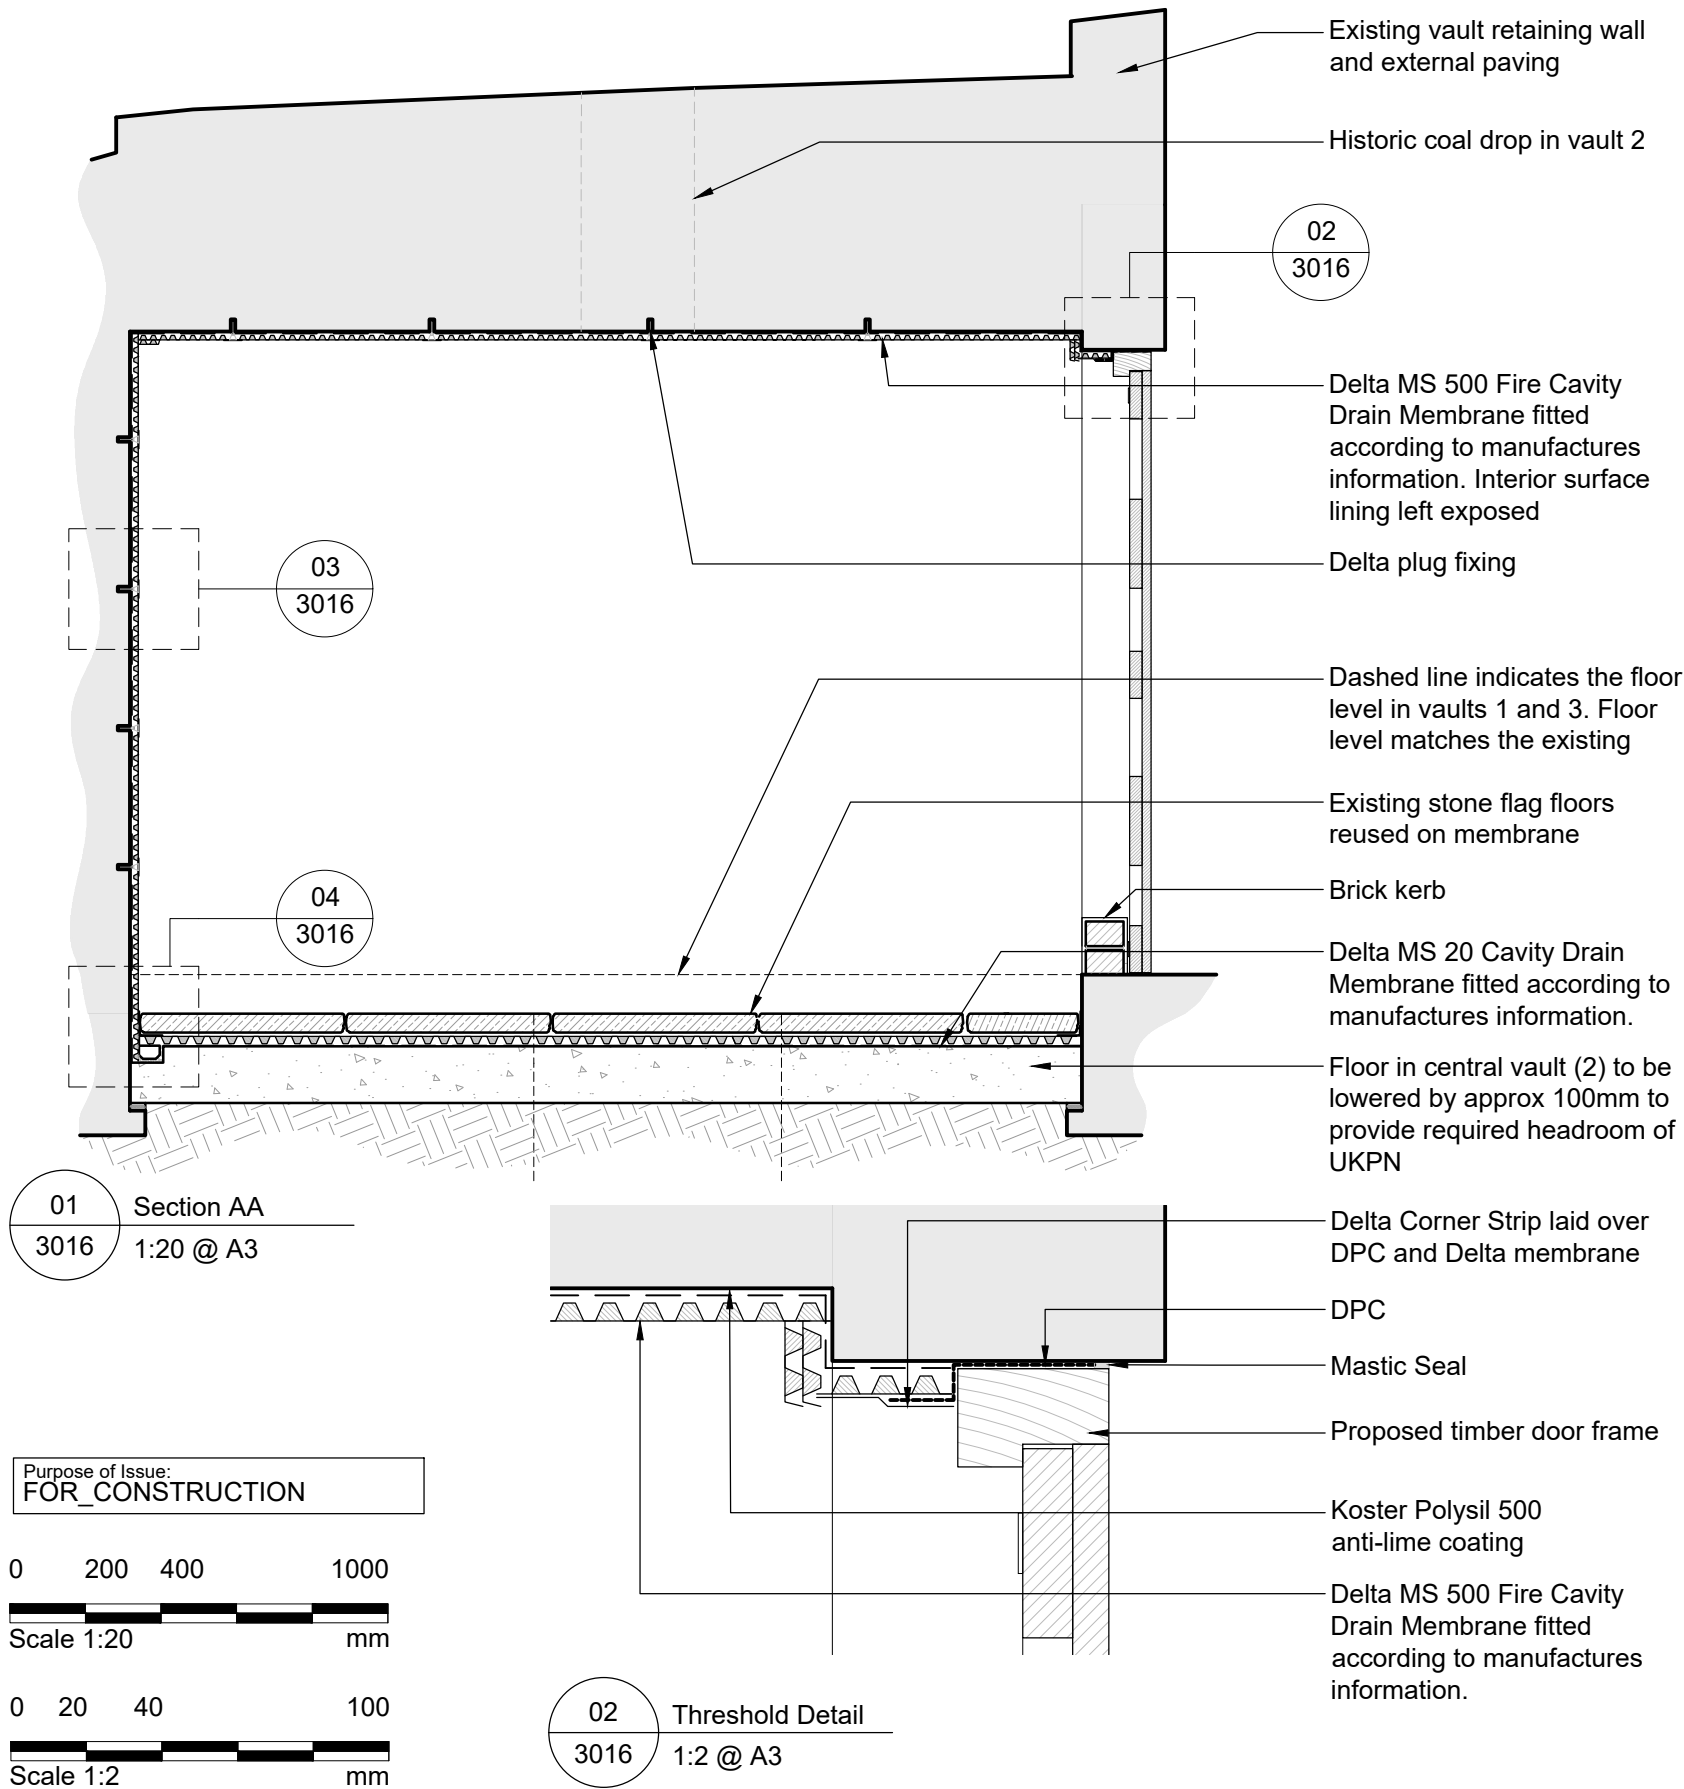 Existing vault retaining wall
and external paving
Historic coal drop in vault 2
02
3016
Delta MS 500 Fire Cavity
Drain Membrane fitted
according to manufactures
information. Interior surface
lining left exposed
Delta plug fixing
03
3016
Dashed line indicates the floor
level in vaults 1 and 3. Floor
level matches the existing
Existing stone flag floors
reused on membrane
Brick kerb
04
3016
Delta MS 20 Cavity Drain
Membrane fitted according to
manufactures information.
Floor in central vault (2) to be
lowered by approx 100mm to
provide required headroom of
UKPN
01
3016
Section AA
1:20 @ A3
Delta Corner Strip laid over
DPC and Delta membrane
DPC
Mastic Seal
Proposed timber door frame
Koster Polysil 500
anti-lime coating
Delta MS 500 Fire Cavity
Drain Membrane fitted
according to manufactures
information.
Purpose of Issue:
FOR_CONSTRUCTION
0 200 400 1000
Scale 1:20 mm
0 20 40 100
Scale 1:2 mm
02
3016
Threshold Detail
1:2 @ A3